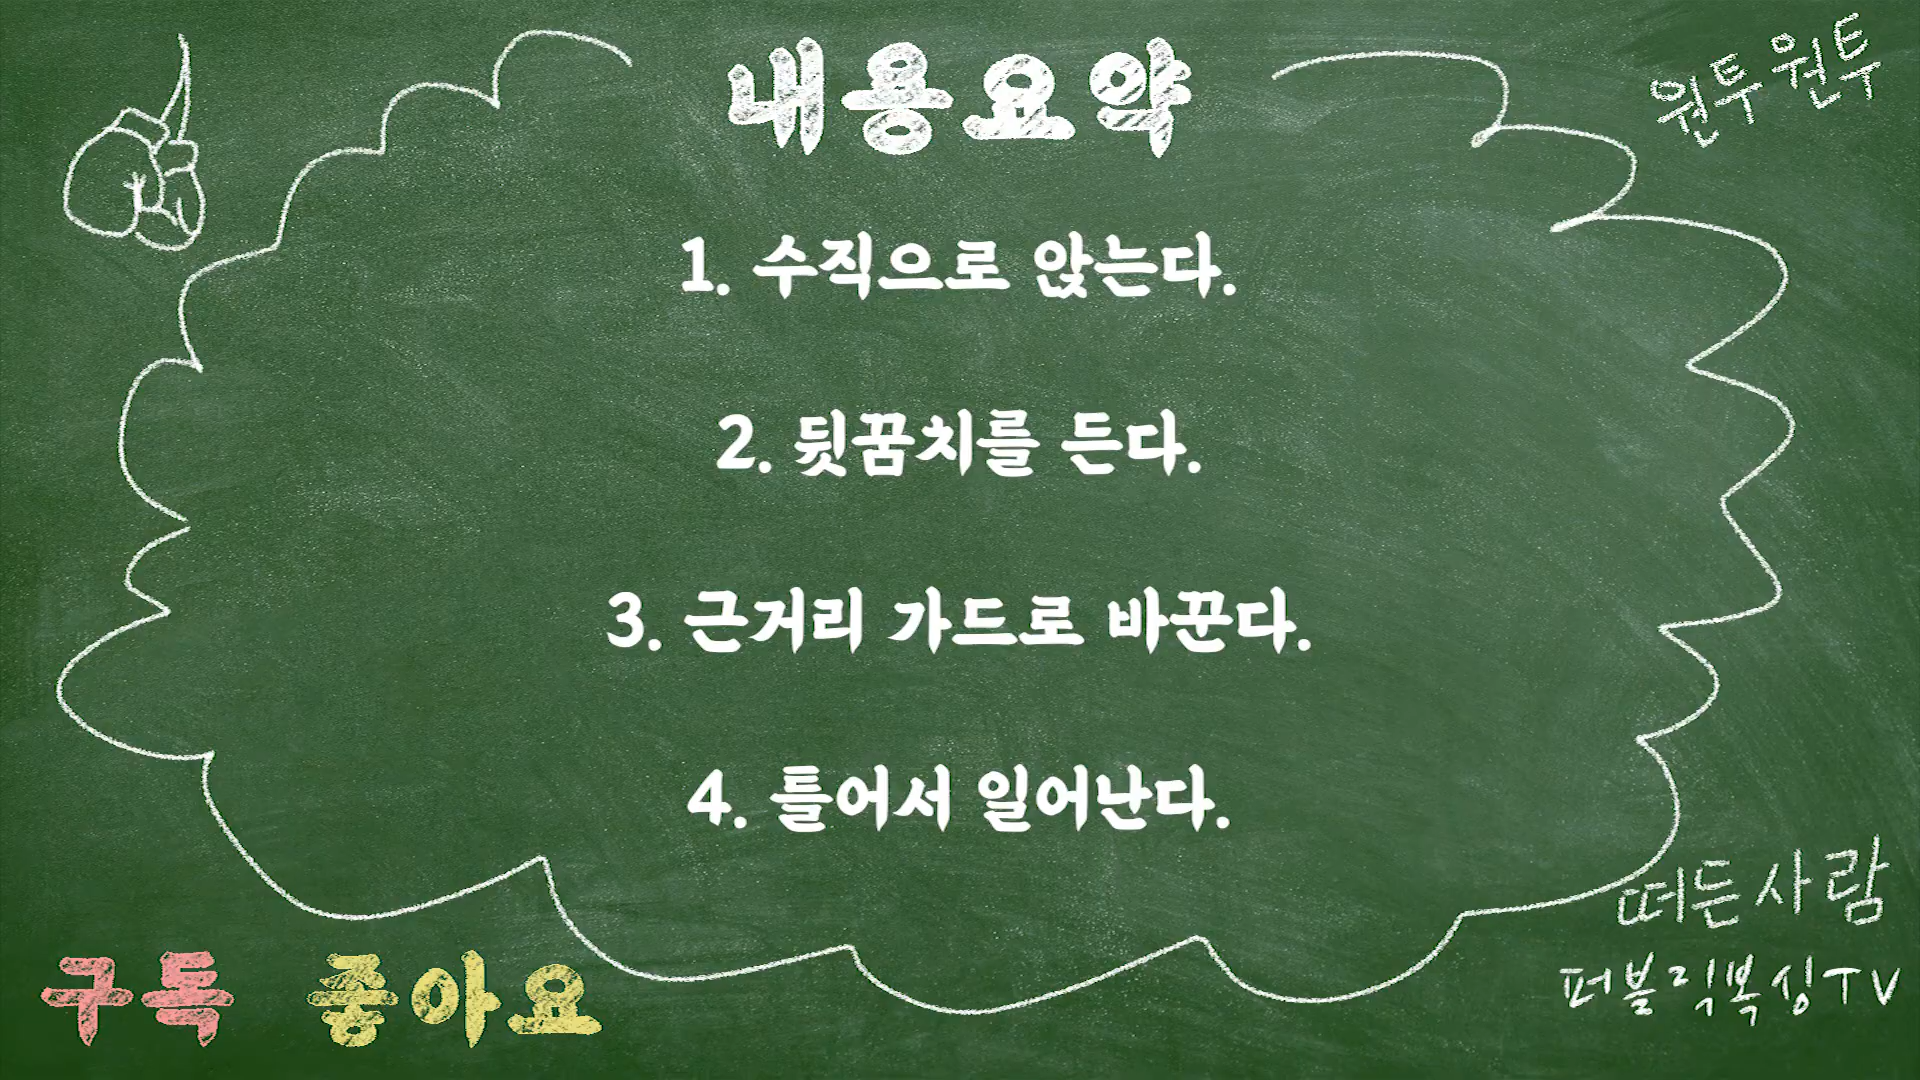 내용요약
원투원투
1. 수직으로 앉는다.
2. 뒷꿈치를 든다.
3. 근거리 가드로 바꾼다.
4. 틀어서 일어난다.
떠든사람
퍼블릭복싱TV
구독 좋아요